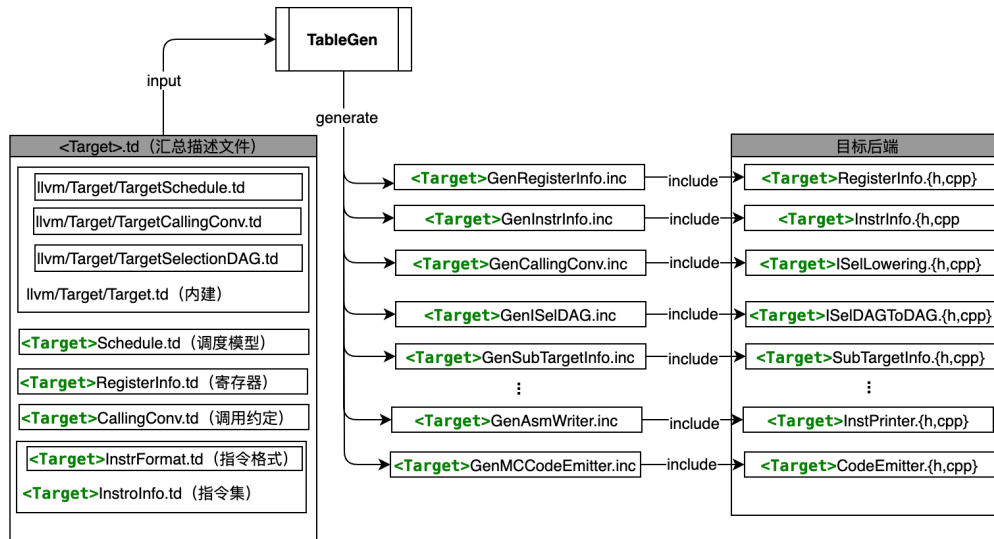 TableGen
input
generate
<Target>.td（汇总描述文件）
llvm/Target/TargetSchedule.td
llvm/Target/TargetCallingConv.td
llvm/Target/TargetSelectionDAG.td
llvm/Target/Target.td（内建）
<Target>Schedule.td（调度模型）
<Target>RegisterInfo.td（寄存器）
<Target>CallingConv.td（调用约定）
<Target>InstrFormat.td（指令格式）
<Target>InstroInfo.td（指令集）
目标后端
<Target>GenRegisterInfo.inc include <Target>RegisterInfo.{h,cpp}
<Target>GenInstrInfo.inc include <Target>InstrInfo.{h,cpp
<Target>GenCallingConv.inc include <Target>ISelLowering.{h,cpp}
<Target>GenISelDAG.inc include <Target>ISelDAGToDAG.{h,cpp}
<Target>GenSubTargetInfo.inc include <Target>SubTargetInfo.{h,cpp}
⋮ ⋮
<Target>GenAsmWriter.inc include <Target>InstPrinter.{h,cpp}
<Target>GenMCCodeEmitter.inc include <Target>CodeEmitter.{h,cpp}